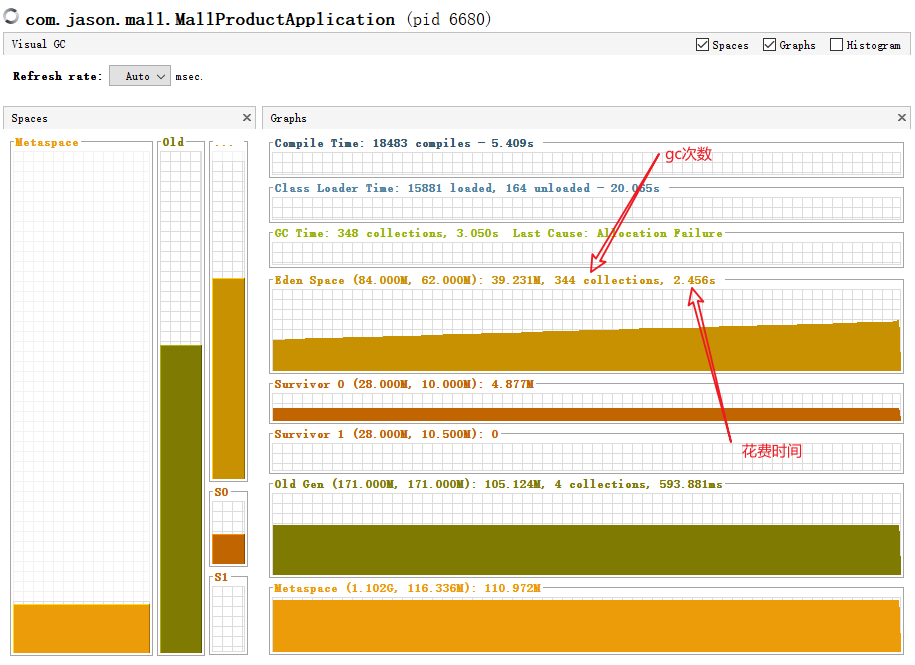 com.jason.mall.MallProductApplication (pid 6680)
Visual GC
Spaces
Graphs
Histogram
Refresh rate:
Auto
msec.
Spaces
Graphs
Metaspace
Old
...
S0
S1
Compile Time: 18483 compiles - 5.409s
gc次数
Class Loader Time: 15881 loaded, 164 unloaded - 20.065s
GC Time: 348 collections, 3.050s Last Cause: Allocation Failure
Eden Space (84.000M, 62.000M): 39.231M, 344 collections, 2.456s
Survivor 0 (28.000M, 10.000M): 4.877M
Survivor 1 (28.000M, 10.500M): 0
花费时间
Old Gen (171.000M, 171.000M): 105.124M, 4 collections, 593.881ms
Metaspace (1.102G, 116.336M): 110.972M